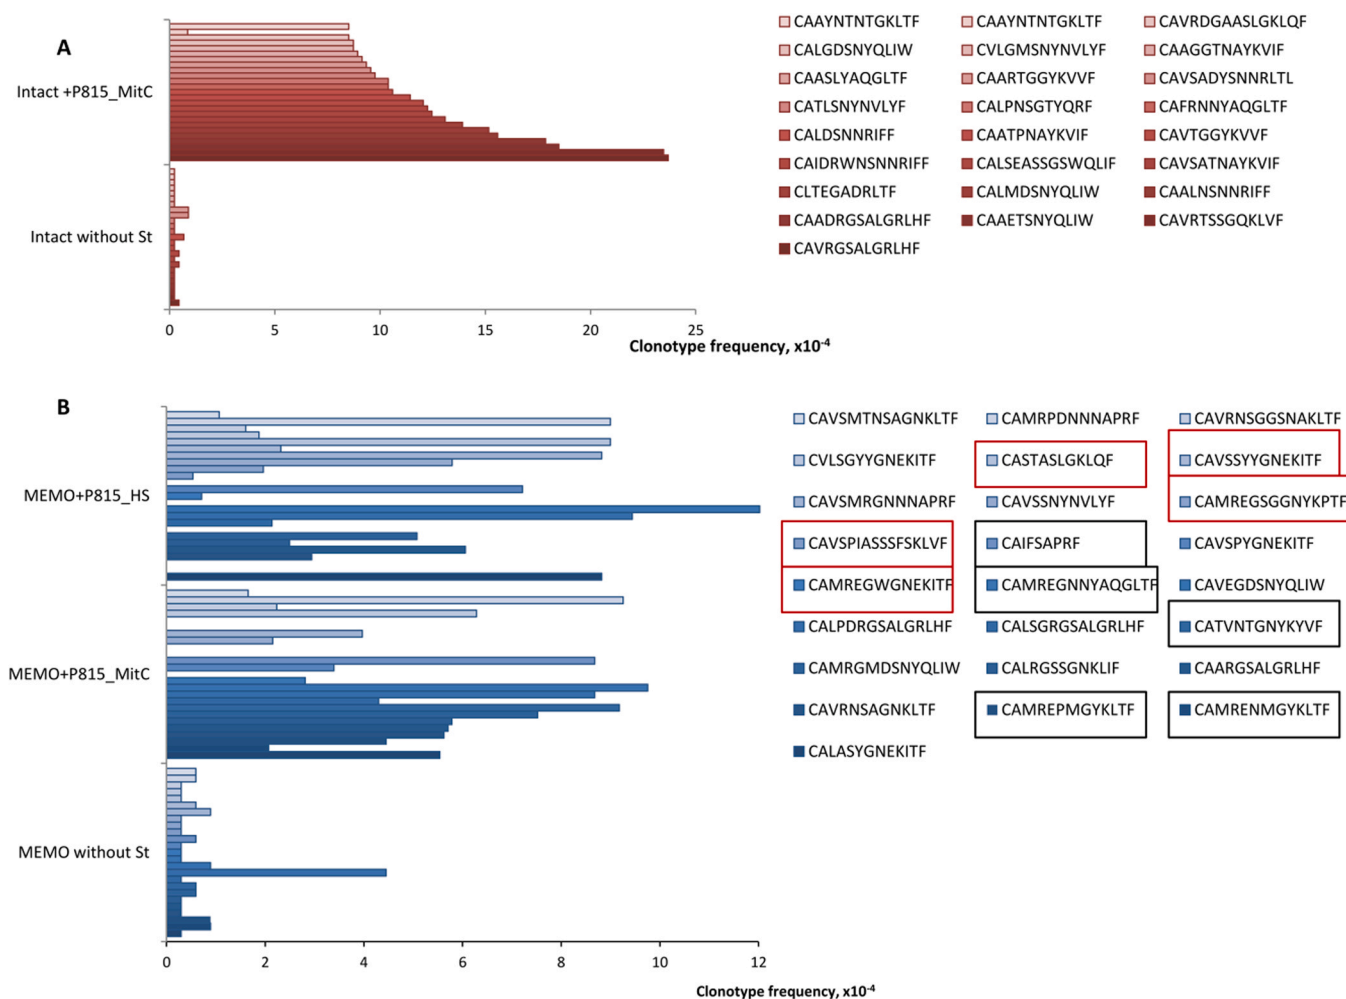 A
Intact +P815_MitC
Intact without St
0 5 10 15 20 25
Clonotype frequency, x10-4
CAAYNTNTGKLTF CAAYNTNTGKLTF CAVRDGAASLGKLQF
CALGDSNYQLIW CVLGMSNYNVLYF CAAGGTNAYKVIF
CAASLYAQGLTF CAARTGGYKVVF CAVSADYSNNRLTL
CATLSNYNVLYF CALPNSGTYQRF CAFRNNYAQGLTF
CALDSNNRIFF CAATPNAYKVIF CAVTGGYKVVF
CAIDRWNSNNRIFF CALSEASSGSWQLIF CAVSATNAYKVIF
CLTEGADRLTF CALMDSNYQLIW CAALNSNNRIFF
CAADRGSALGRLHF CAAETSNYQLIW CAVRTSSGQKLVF
CAVRGSALGRLHF
B
MEMO+P815_HS
MEMO+P815_MitC
MEMO without St
0 2 4 6 8 10 12
Clonotype frequency, x10-4
CAVSMTNSAGNKLTF CAMRPDNNNAPRF CAVRNSGGSNAKLTF
CVLSGYYGNEKITF CASTASLGKLQF CAVSSYYGNEKITF
CAVSMRGNNNAPRF CAVSSNYNVLYF CAMREGSGGNYKPTF
CAVSPIASSSFSKLVF CAIFSAPRF CAVSPYGNEKITF
CAMREGWGNEKITF CAMREGNNYAQGLTF CAVEGDSNYQLIW
CALPDRGSALGRLHF CALSGRGSALGRLHF CATVNTGNYKYVF
CAMRGMDSNYQLIW CALRGSSGNKLIF CAARGSALGRLHF
CAVRNSAGNKLTF CAMREPMGYKLTF CAMRENMGYKLTF
CALASYGNEKITF